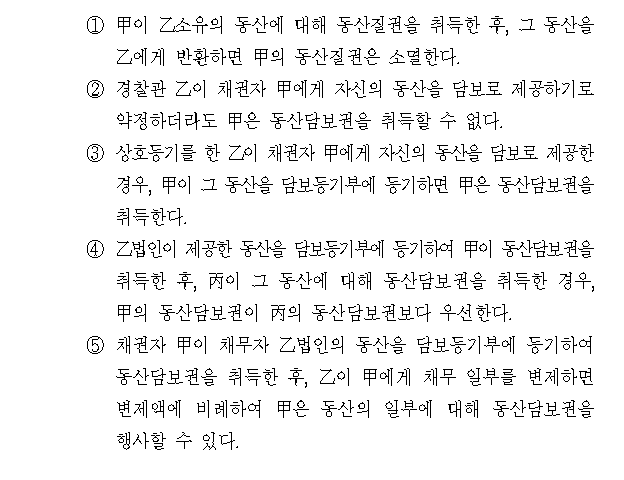 ① 甲이 乙소유의 동산에 대해 동산질권을 취득한 후, 그 동산을
乙에게 반환하면 甲의 동산질권은 소멸한다.
② 경찰관 乙이 채권자 甲에게 자신의 동산을 담보로 제공하기로
약정하더라도 甲은 동산담보권을 취득할 수 없다.
③ 상호등기를 한 乙이 채권자 甲에게 자신의 동산을 담보로 제공한
경우, 甲이 그 동산을 담보등기부에 등기하면 甲은 동산담보권을
취득한다.
④ 乙법인이 제공한 동산을 담보등기부에 등기하여 甲이 동산담보권을
취득한 후, 丙이 그 동산에 대해 동산담보권을 취득한 경우,
甲의 동산담보권이 丙의 동산담보권보다 우선한다.
⑤ 채권자 甲이 채무자 乙법인의 동산을 담보등기부에 등기하여
동산담보권을 취득한 후, 乙이 甲에게 채무 일부를 변제하면
변제액에 비례하여 甲은 동산의 일부에 대해 동산담보권을
행사할 수 있다.